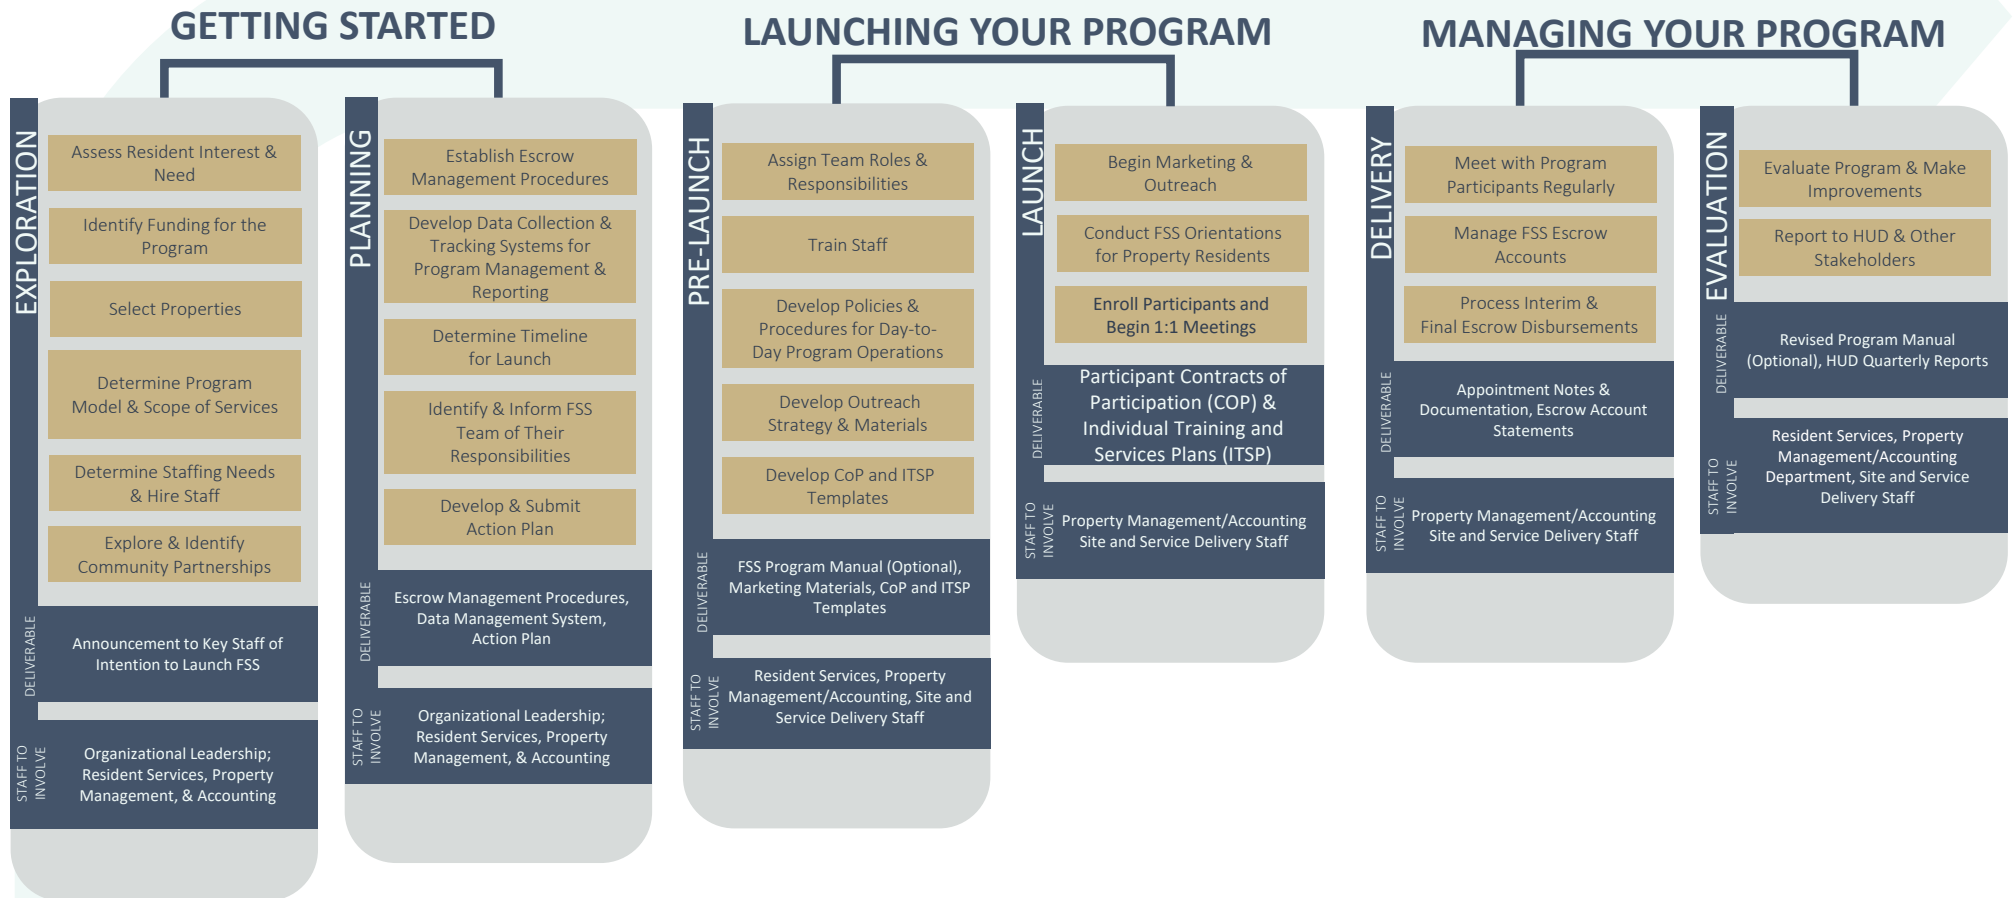 GETTING STARTED
EXPLORATION
Assess Resident Interest &
Need
Identify Funding for the
Program
Select Properties
Determine Program
Model & Scope of Services
Determine Staffing Needs
& Hire Staff
Explore & Identify
Community Partnerships
DELIVERABLE
Announcement to Key Staff of
Intention to Launch FSS
STAFF TO
INVOLVE
Organizational Leadership;
Resident Services, Property
Management, & Accounting
PLANNING
Establish Escrow
Management Procedures
Develop Data Collection &
Tracking Systems for
Program Management &
Reporting
Determine Timeline
for Launch
Identify & Inform FSS
Team of Their
Responsibilities
Develop & Submit
Action Plan
DELIVERABLE
Escrow Management Procedures,
Data Management System,
Action Plan
STAFF TO
INVOLVE
Organizational Leadership;
Resident Services, Property
Management, & Accounting
LAUNCHING YOUR PROGRAM
PRE-LAUNCH
Assign Team Roles &
Responsibilities
Train Staff
Develop Policies &
Procedures for Day-to-
Day Program Operations
Develop Outreach
Strategy & Materials
Develop CoP and ITSP
Templates
DELIVERABLE
FSS Program Manual (Optional),
Marketing Materials, CoP and ITSP
Templates
STAFF TO
INVOLVE
Resident Services, Property
Management/Accounting, Site and
Service Delivery Staff
LAUNCH
Begin Marketing &
Outreach
Conduct FSS Orientations
for Property Residents
Enroll Participants and
Begin 1:1 Meetings
DELIVERABLE
Participant Contracts of
Participation (COP) &
Individual Training and
Services Plans (ITSP)
STAFF TO
INVOLVE
Property Management/Accounting
Site and Service Delivery Staff
MANAGING YOUR PROGRAM
DELIVERY
Meet with Program
Participants Regularly
Manage FSS Escrow
Accounts
Process Interim &
Final Escrow Disbursements
DELIVERABLE
Appointment Notes &
Documentation, Escrow Account
Statements
STAFF TO
INVOLVE
Property Management/Accounting
Site and Service Delivery Staff
EVALUATION
Evaluate Program & Make
Improvements
Report to HUD & Other
Stakeholders
DELIVERABLE
Revised Program Manual
(Optional), HUD Quarterly Reports
STAFF TO
INVOLVE
Resident Services, Property
Management/Accounting
Department, Site and Service
Delivery Staff